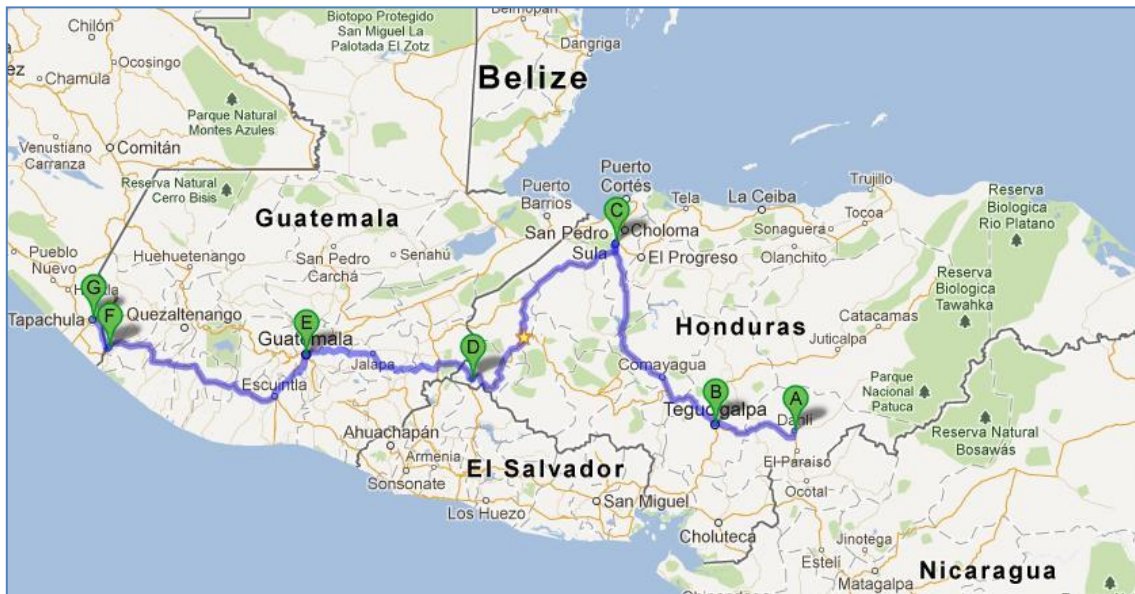 Chilón
Ocosingo
Chamula
ez
Biotopo Protegido
San Miguel La
Palotada El Zotz
Belmopan
Dangriga
Belize
Parque Natural
Montes Azules
Venustiano
Carranza
Comitán
Reserva Natural
Cerro Bisis
Guatemala
Puerto
Barrios
Puerto
Cortés
Tela
La Ceiba
Trujillo
Reserva
Biologica
Rio Platano
C
Choloma
San Pedro
Sula
El Progreso
Sonaguera
Tocoa
Olanchito
Pueblo
Nuevo
Huehuetenango
San Pedro
Carchá
Senahú
Reserva
Biologica
Tawahka
G
Tapachula
F
Quezaltenango
E
Guatemala
Jalapa
D
Honduras
Catacamas
Juticalpa
Comayagua
Escuintla
B
Tegucigalpa
A
Danlí
Parque
Nacional
Patuca
Reserva Natural
Bosawás
Ahuachapán
Armenia
Sonsonate
El Salvador
El Paraíso
Ocotal
San Miguel
Los Huezo
Choluteca
Estelí
Jinotega
Matagalpa
Nicaragua